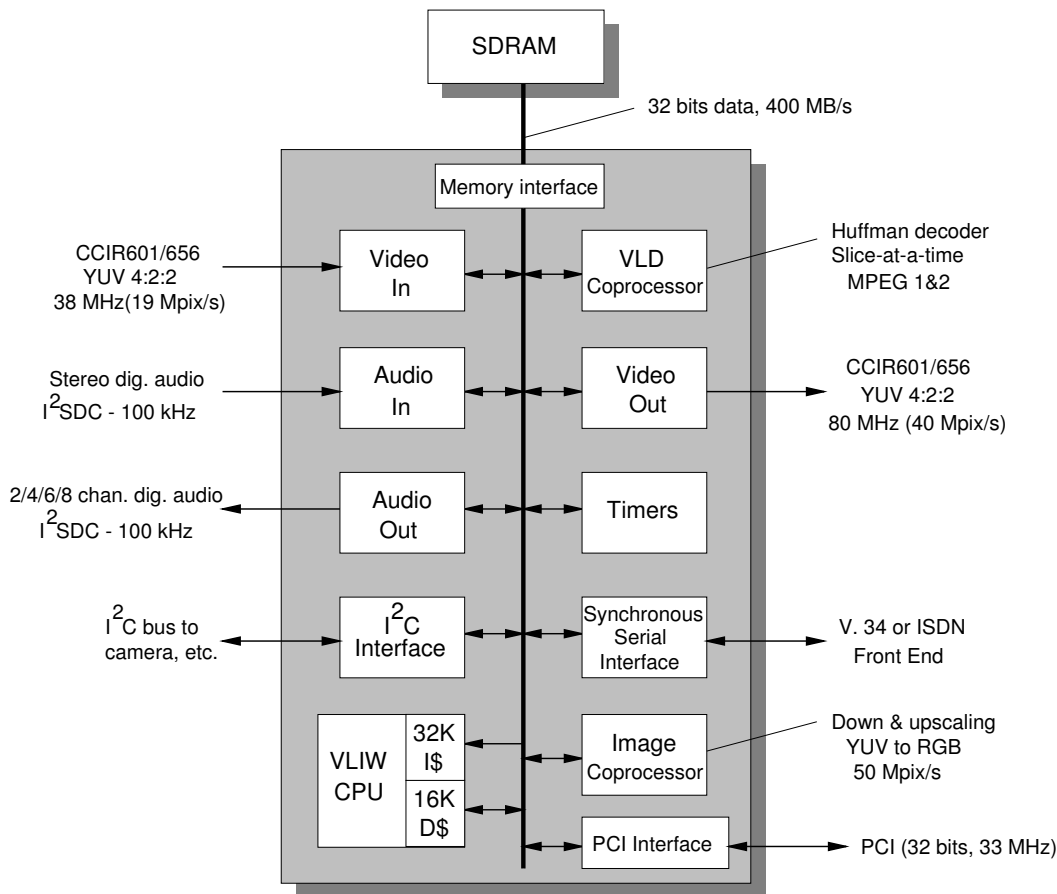 SDRAM
32 bits data, 400 MB/s
Memory interface
CCIR601/656
YUV 4:2:2
38 MHz(19 Mpix/s)
Video
In
VLD
Coprocessor
Huffman decoder
Slice-at-a-time
MPEG 1&2
Stereo dig. audio
I²SDC - 100 kHz
Audio
In
Video
Out
CCIR601/656
YUV 4:2:2
80 MHz (40 Mpix/s)
2/4/6/8 chan. dig. audio
I²SDC - 100 kHz
Audio
Out
Timers
I²C bus to
camera, etc.
I²C
Interface
Synchronous
Serial
Interface
V. 34 or ISDN
Front End
VLIW
CPU
32K
I$
16K
D$
Image
Coprocessor
Down & upscaling
YUV to RGB
50 Mpix/s
PCI Interface
PCI (32 bits, 33 MHz)